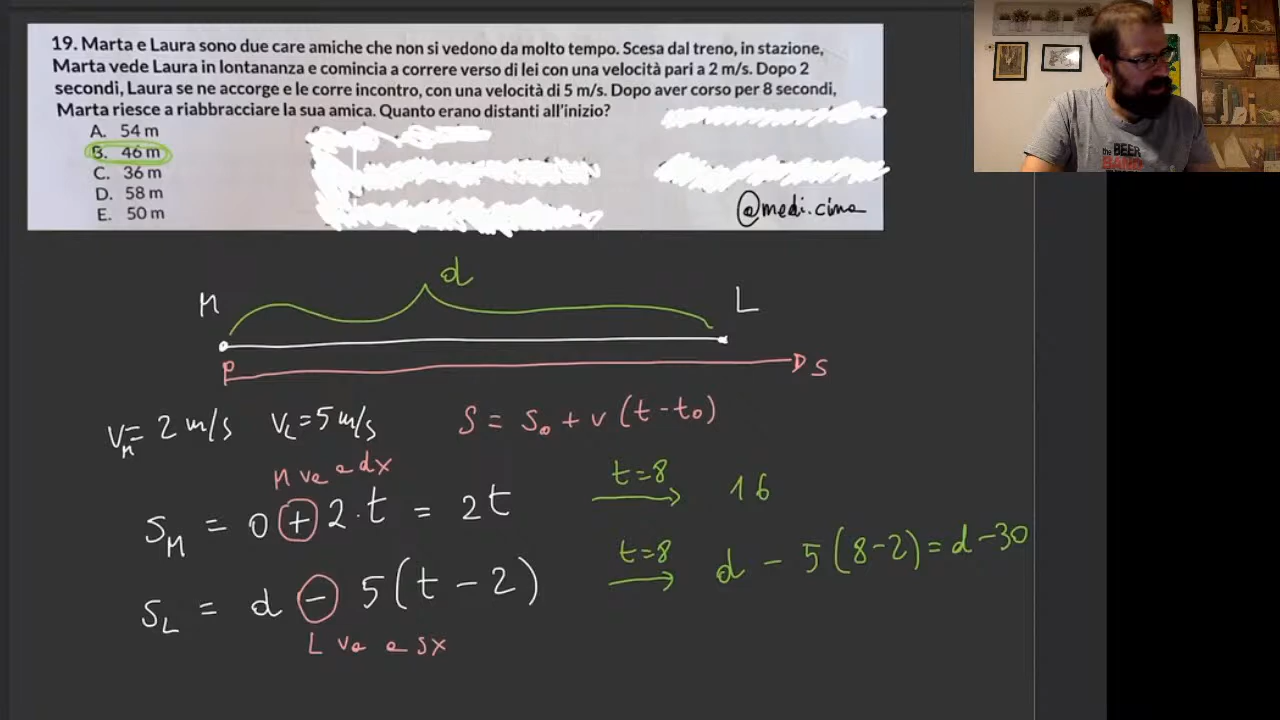 19. Marta e Laura sono due care amiche che non si vedono da molto tempo. Scesa dal treno, in stazione,
Marta vede Laura in lontananza e comincia a correre verso di lei con una velocità pari a 2 m/s. Dopo 2
secondi, Laura se ne accorge e le corre incontro, con una velocità di 5 m/s. Dopo aver corso per 8 secondi,
Marta riesce a riabbracciare la sua amica. Quanto erano distanti all'inizio?
A. 54 m
B. 46 m
C. 36 m
D. 58 m
E. 50 m
@medi.cina
the BEER
d
M L
S
V_M = 2 m/s V_L = 5 m/s S = S_0 + v (t - t_0)
M va a dx
S_M = 0 + 2 · t = 2t t=8 16
S_L = d - 5 (t - 2) t=8 d - 5 (8-2) = d - 30
L va a sx